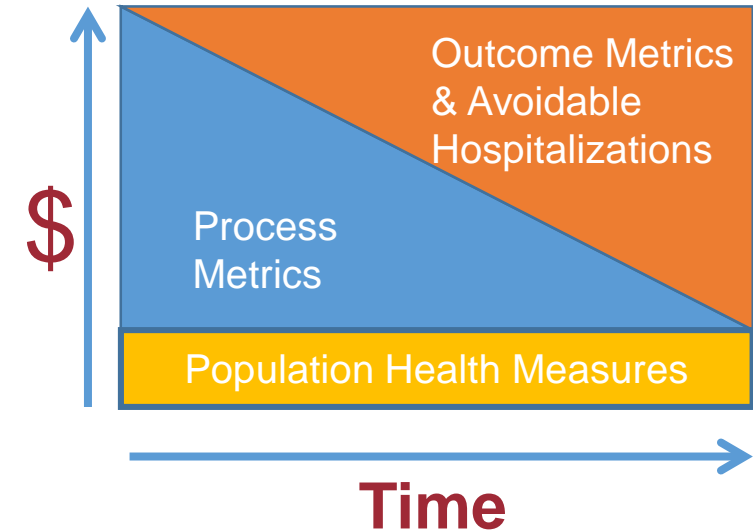 Outcome Metrics
& Avoidable
Hospitalizations
$
Process
Metrics
Population Health Measures
Time